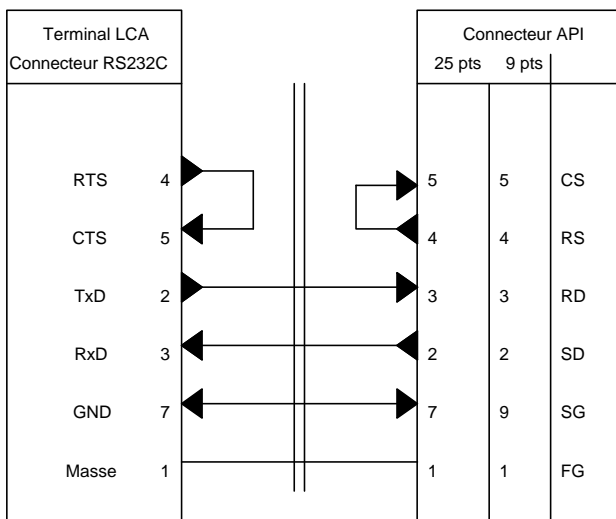 Terminal LCA
Connecteur RS232C
Connecteur API
25 pts 9 pts
RTS 4 5 5 CS
CTS 5 4 4 RS
TxD 2 3 3 RD
RxD 3 2 2 SD
GND 7 7 9 SG
Masse 1 1 1 FG